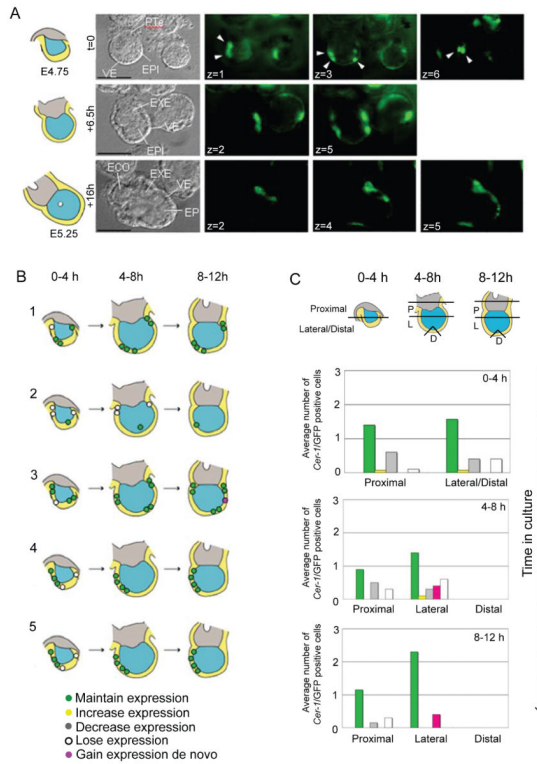 A
t=0
E4.75
PTs
VE
EPI
z=1
z=3
z=6
+6.5h
EXE
VE
EPI
z=2
z=5
+16h
E5.25
ECO
EXE
VE
EP
z=2
z=4
z=5
B
0-4 h 4-8h 8-12h
1
2
3
4
5
Maintain expression
Increase expression
Decrease expression
Lose expression
Gain expression de novo
C
0-4 h 4-8h 8-12h
Proximal
Lateral/Distal
P
L
D
P
L
D
Average number of
Cer-1/GFP positive cells
3
2
1
0
0-4 h
Proximal Lateral/Distal
Average number of
Cer-1/GFP positive cells
3
2
1
0
4-8 h
Proximal Lateral Distal
Average number of
Cer-1/GFP positive cells
3
2
1
0
8-12 h
Proximal Lateral Distal
Time in culture